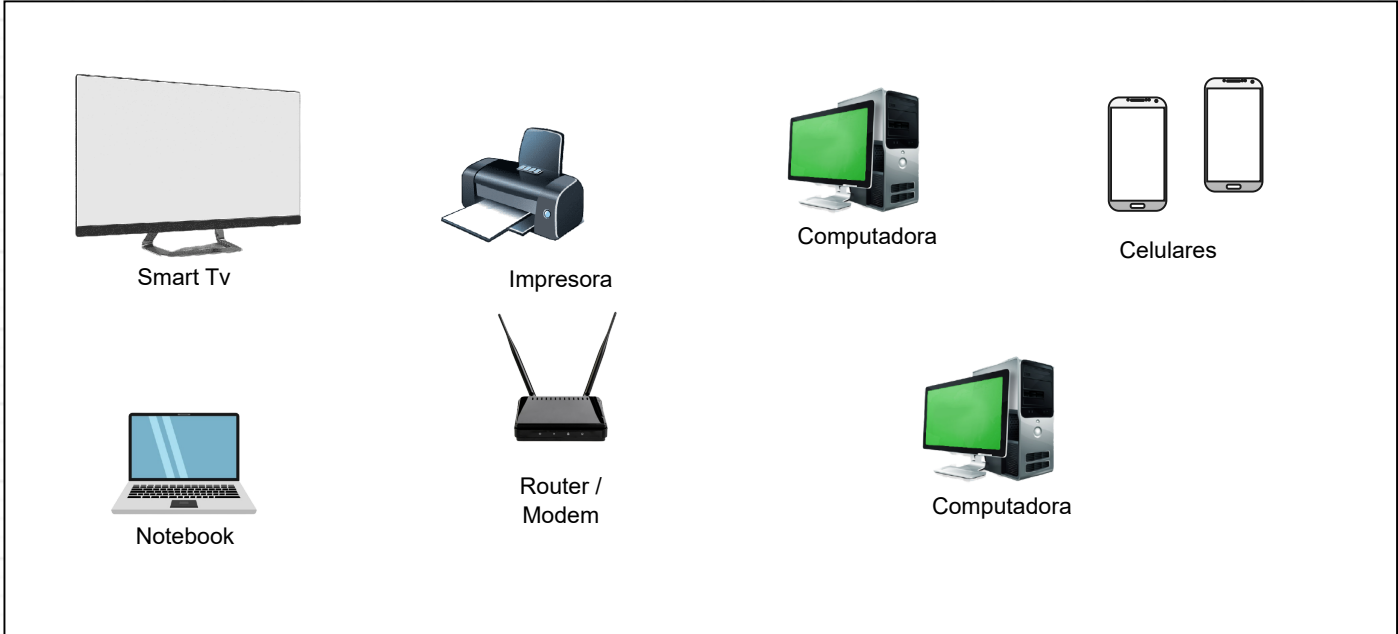 Smart Tv
Impresora
Computadora
Celulares
Notebook
Router /
Modem
Computadora